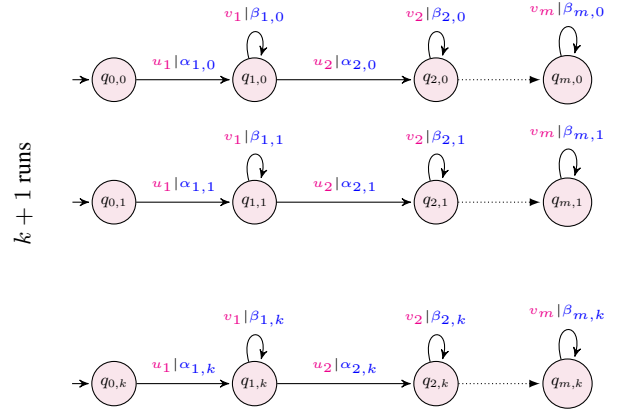 v₁|β₁,₀ v₂|β₂,₀ vₘ|βₘ,₀
q₀,₀ u₁|α₁,₀ q₁,₀ u₂|α₂,₀ q₂,₀ qₘ,₀
v₁|β₁,₁ v₂|β₂,₁ vₘ|βₘ,₁
q₀,₁ u₁|α₁,₁ q₁,₁ u₂|α₂,₁ q₂,₁ qₘ,₁
k + 1 runs
v₁|β₁,ₖ v₂|β₂,ₖ vₘ|βₘ,ₖ
q₀,ₖ u₁|α₁,ₖ q₁,ₖ u₂|α₂,ₖ q₂,ₖ qₘ,ₖ